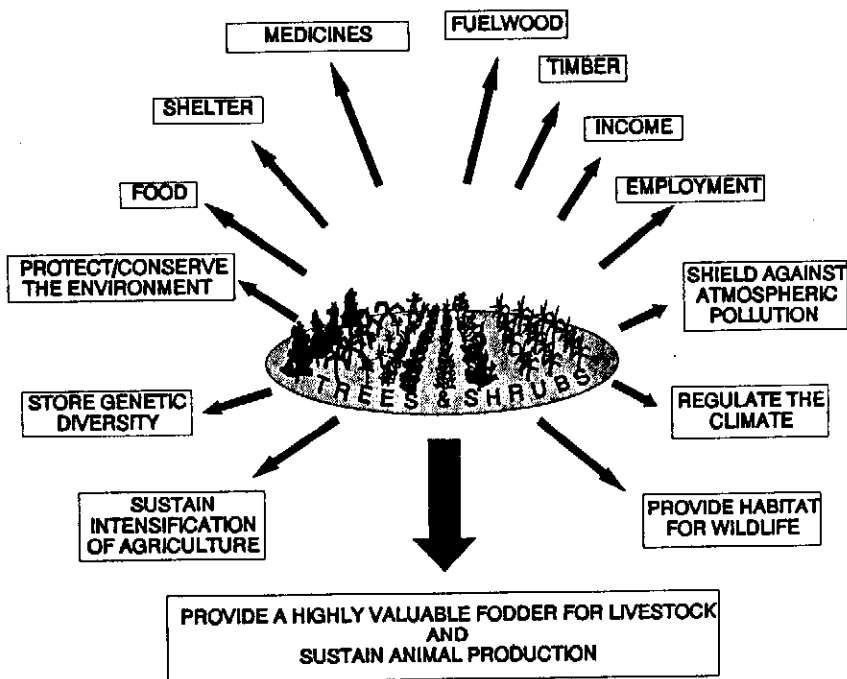 MEDICINES
FUELWOOD
TIMBER
SHELTER
INCOME
FOOD
EMPLOYMENT
PROTECT/CONSERVE
THE ENVIRONMENT
SHIELD AGAINST
ATMOSPHERIC
POLLUTION
TREES & SHRUBS
STORE GENETIC
DIVERSITY
REGULATE THE
CLIMATE
SUSTAIN
INTENSIFICATION
OF AGRICULTURE
PROVIDE HABITAT
FOR WILDLIFE
PROVIDE A HIGHLY VALUABLE FODDER FOR LIVESTOCK
AND
SUSTAIN ANIMAL PRODUCTION